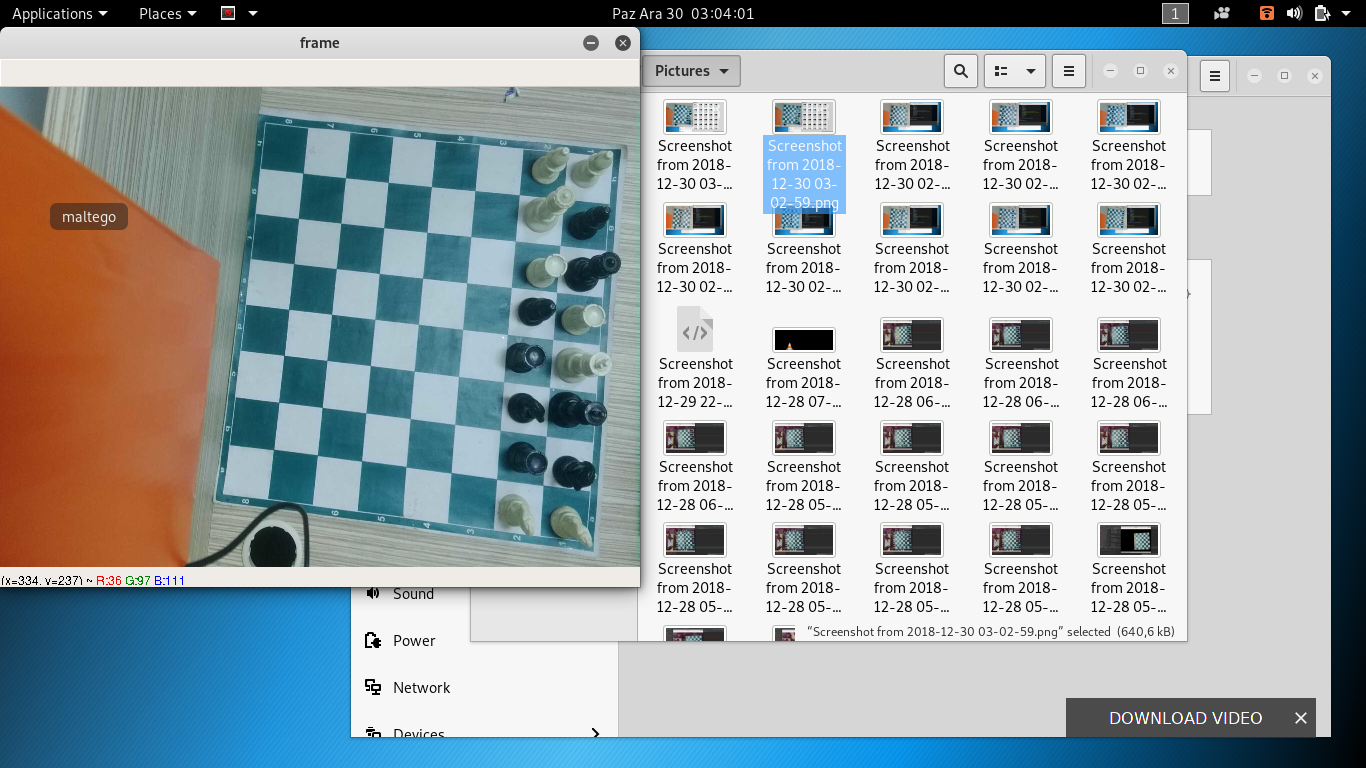 Applications Places Paz Ara 30 03:04:01 1
frame
Pictures
maltego
Screenshot from 2018-12-30 03-…
Screenshot from 2018-12-30 03-02-59.png
Screenshot from 2018-12-30 02-…
Screenshot from 2018-12-30 02-…
Screenshot from 2018-12-30 02-…
Screenshot from 2018-12-30 02-…
Screenshot from 2018-12-30 02-…
Screenshot from 2018-12-30 02-…
Screenshot from 2018-12-30 02-…
Screenshot from 2018-12-30 02-…
Screenshot from 2018-12-29 22-…
Screenshot from 2018-12-28 07-…
Screenshot from 2018-12-28 06-…
Screenshot from 2018-12-28 06-…
Screenshot from 2018-12-28 06-…
Screenshot from 2018-12-28 06-…
Screenshot from 2018-12-28 05-…
Screenshot from 2018-12-28 05-…
Screenshot from 2018-12-28 05-…
Screenshot from 2018-12-28 05-…
Screenshot from 2018-12-28 05-…
Screenshot from 2018-12-28 05-…
Screenshot from 2018-12-28 05-…
Screenshot from 2018-12-28 05-…
Screenshot from 2018-12-28 05-…
"Screenshot from 2018-12-30 03-02-59.png" selected (640,6 kB)
(x=334, y=237) ~ R:36 G:97 B:111
Sound
Power
Network
Devices
DOWNLOAD VIDEO